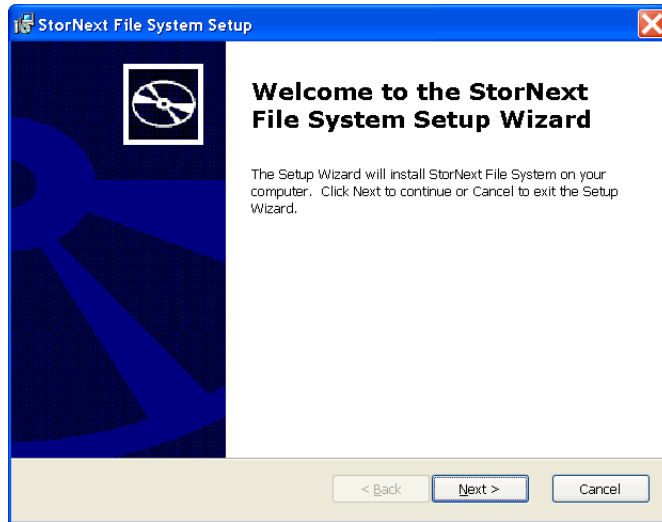 StorNext File System Setup
Welcome to the StorNext
File System Setup Wizard
The Setup Wizard will install StorNext File System on your
computer. Click Next to continue or Cancel to exit the Setup
Wizard.
< Back Next > Cancel